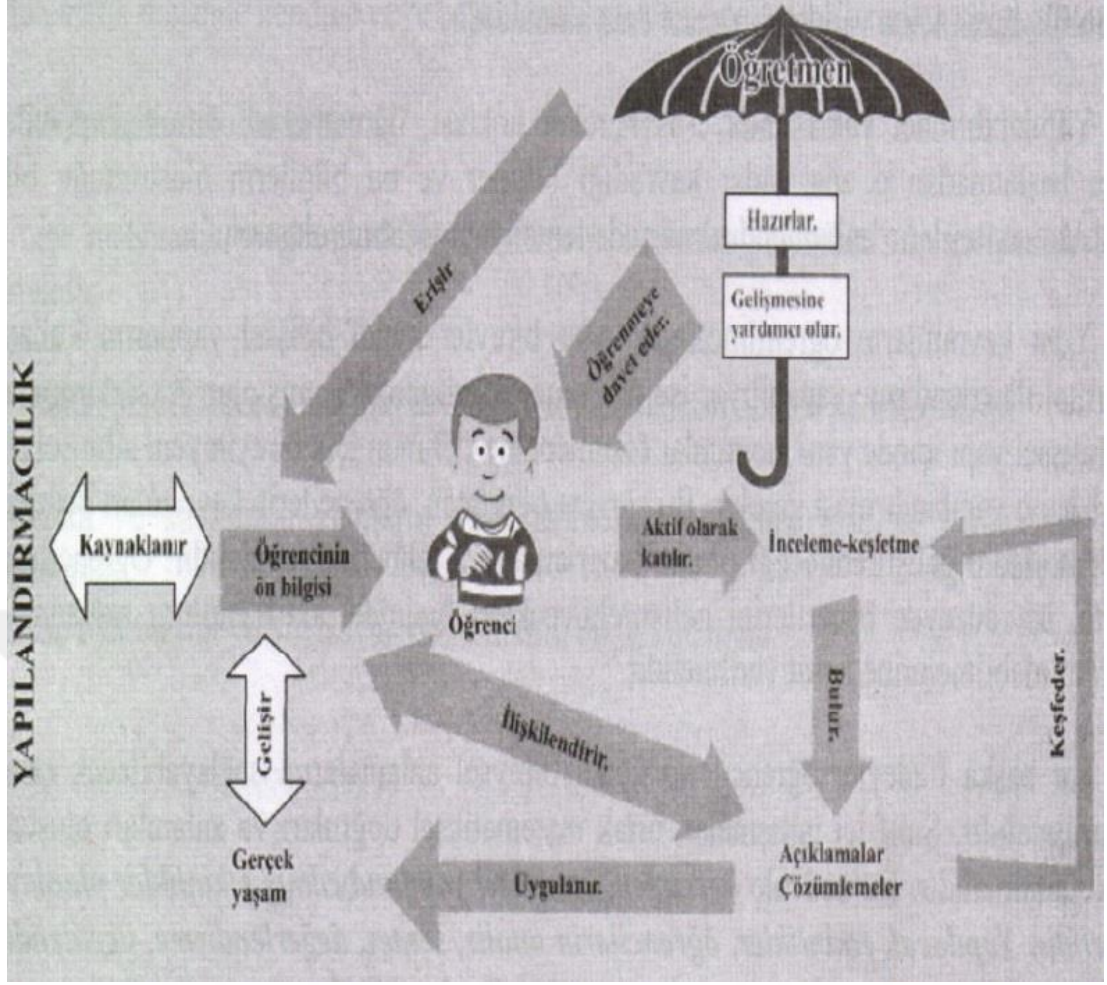 Öğretmen
Hazırlar.
Gelişmesine
yardımcı olur.
Erişir
Öğrenmeye
davet eder.
YAPILANDIRMACILIK
Kaynaklanır
Öğrencinin
ön bilgisi
Öğrenci
Aktif olarak
katılır.
İnceleme-keşfetme
Gelişir
İlişkilendirir.
Bulur.
Keşfeder.
Gerçek
yaşam
Uygulanır.
Açıklamalar
Çözümlemeler